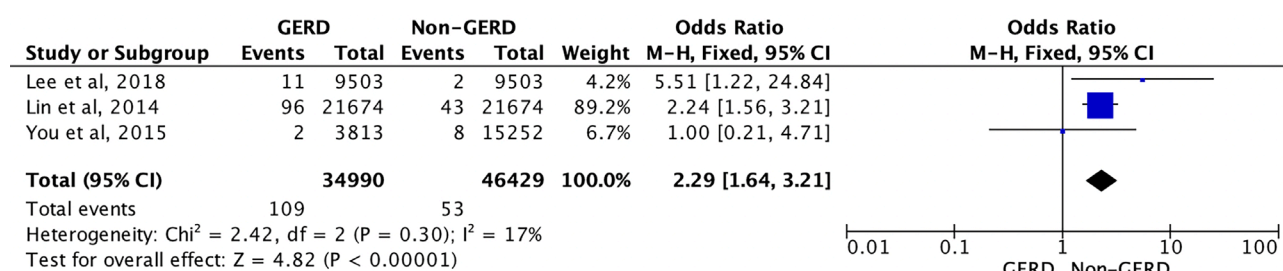 GERD Non-GERD Odds Ratio Odds Ratio
Study or Subgroup Events Total Events Total Weight M-H, Fixed, 95% CI M-H, Fixed, 95% CI
Lee et al, 2018 11 9503 2 9503 4.2% 5.51 [1.22, 24.84]
Lin et al, 2014 96 21674 43 21674 89.2% 2.24 [1.56, 3.21]
You et al, 2015 2 3813 8 15252 6.7% 1.00 [0.21, 4.71]
Total (95% CI) 34990 46429 100.0% 2.29 [1.64, 3.21]
Total events 109 53
Heterogeneity: Chi² = 2.42, df = 2 (P = 0.30); I² = 17%
Test for overall effect: Z = 4.82 (P < 0.00001)
0.01 0.1 1 10 100
GERD Non-GERD